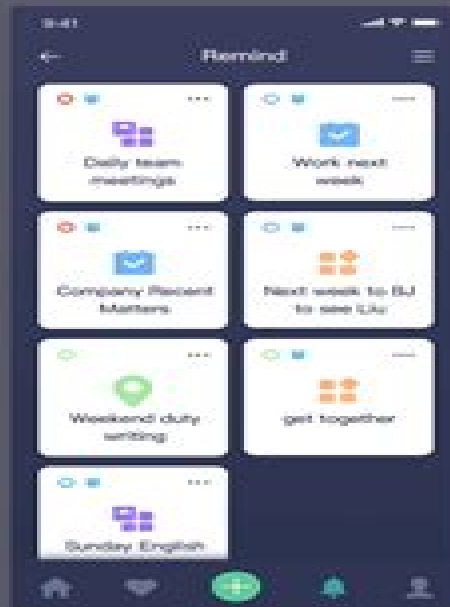 9:41
Remind
Daily team
meetings
Work next
week
Company Recent
Matters
Next week to BJ
to see Liu
Weekend duty
writing
get together
Sunday English